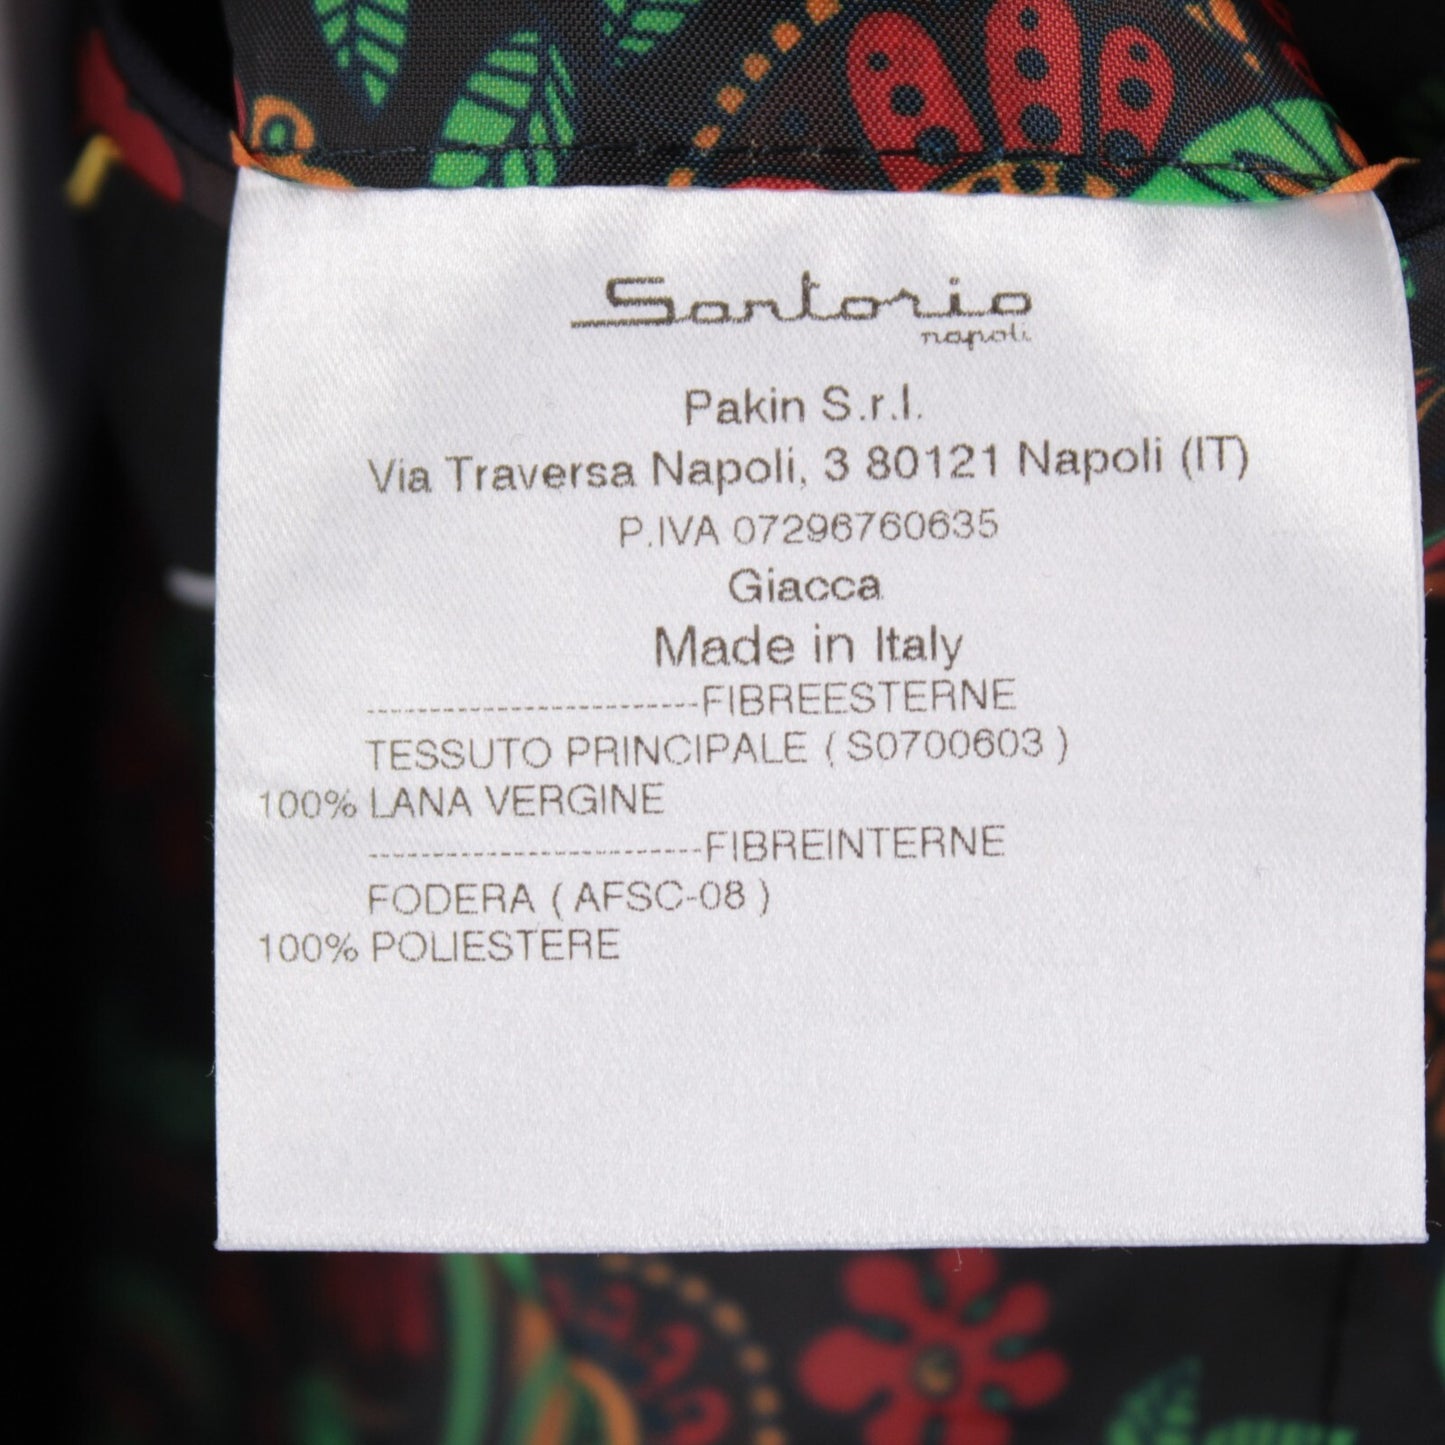 Sartorio
napoli
Pakin S.r.l.
Via Traversa Napoli, 3 80121 Napoli (IT)
P.IVA 07296760635
Giacca
Made in Italy
--------------------------FIBREESTERNE
TESSUTO PRINCIPALE ( S0700603 )
100% LANA VERGINE
--------------------------FIBREINTERNE
FODERA ( AFSC-08 )
100% POLIESTERE